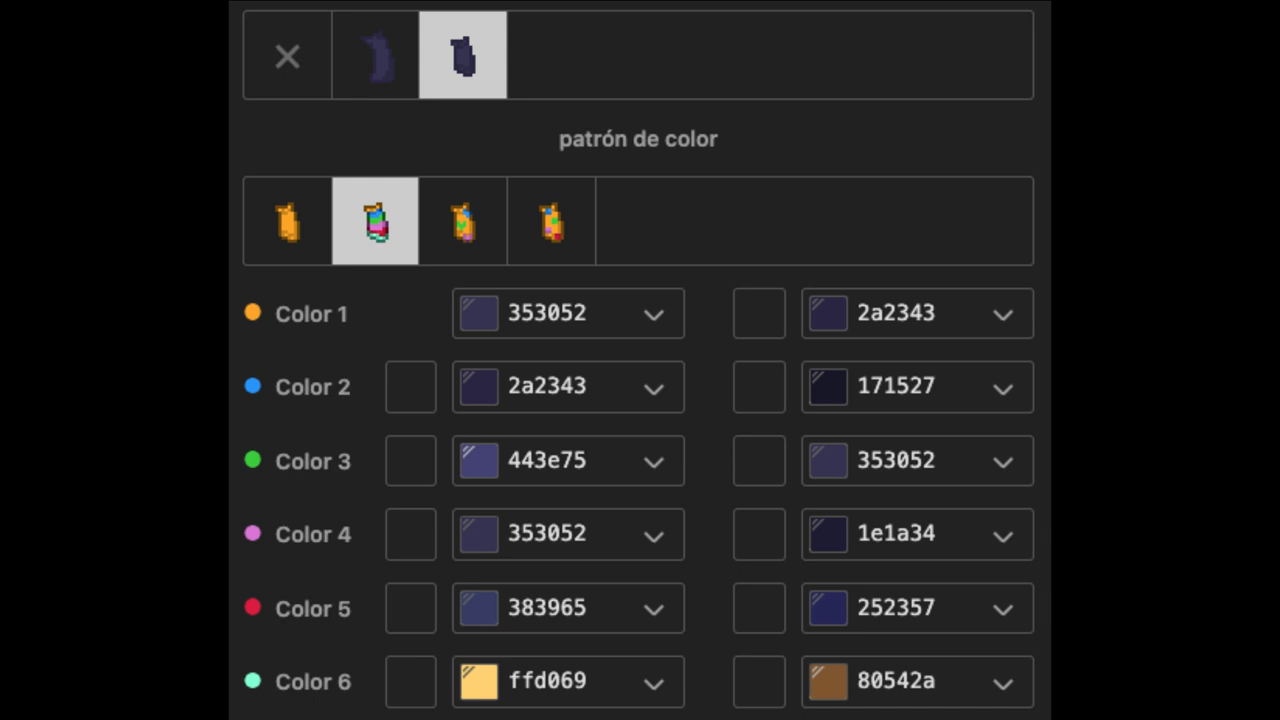 patrón de color
Color 1 353052 2a2343
Color 2 2a2343 171527
Color 3 443e75 353052
Color 4 353052 1e1a34
Color 5 383965 252357
Color 6 ffd069 80542a